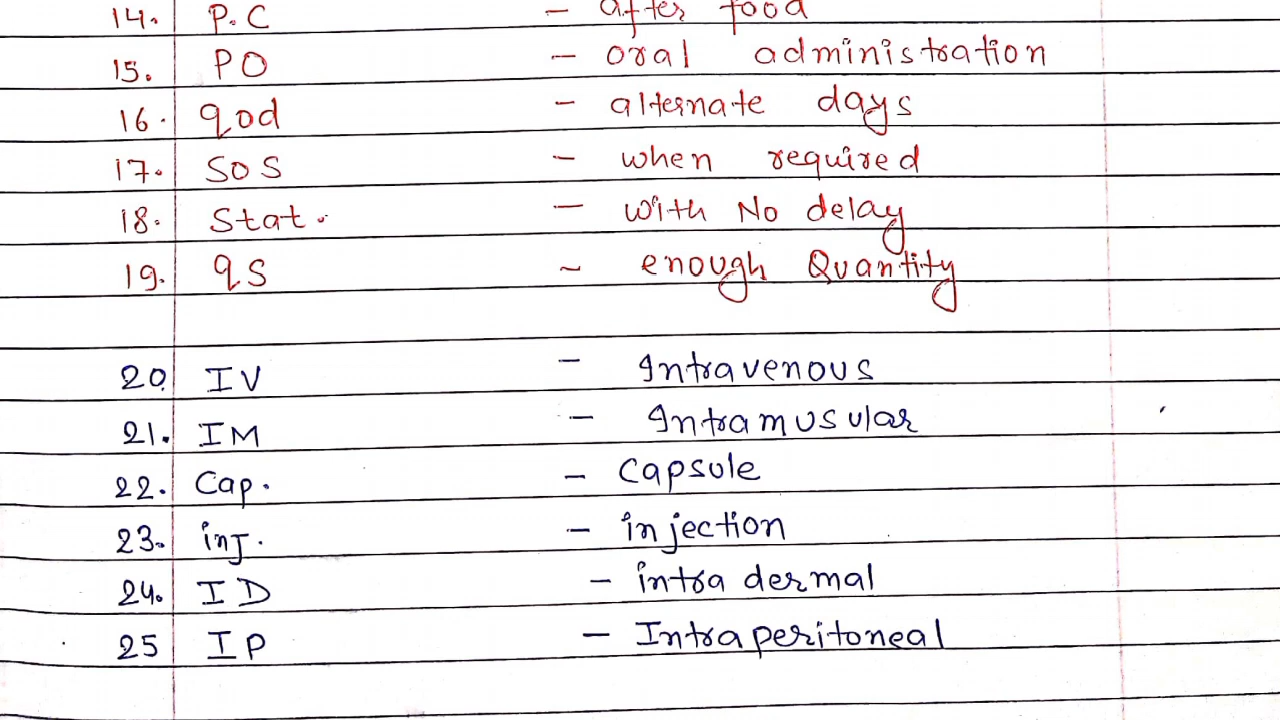 14. P.C - after food
15. PO - oral administration
16. qod - alternate days
17. SOS - when required
18. Stat. - with No delay
19. qs - enough Quantity
20. IV - Intravenous
21. IM - Intramusular
22. Cap. - Capsule
23. inj. - injection
24. ID - intra dermal
25 IP - Intraperitoneal